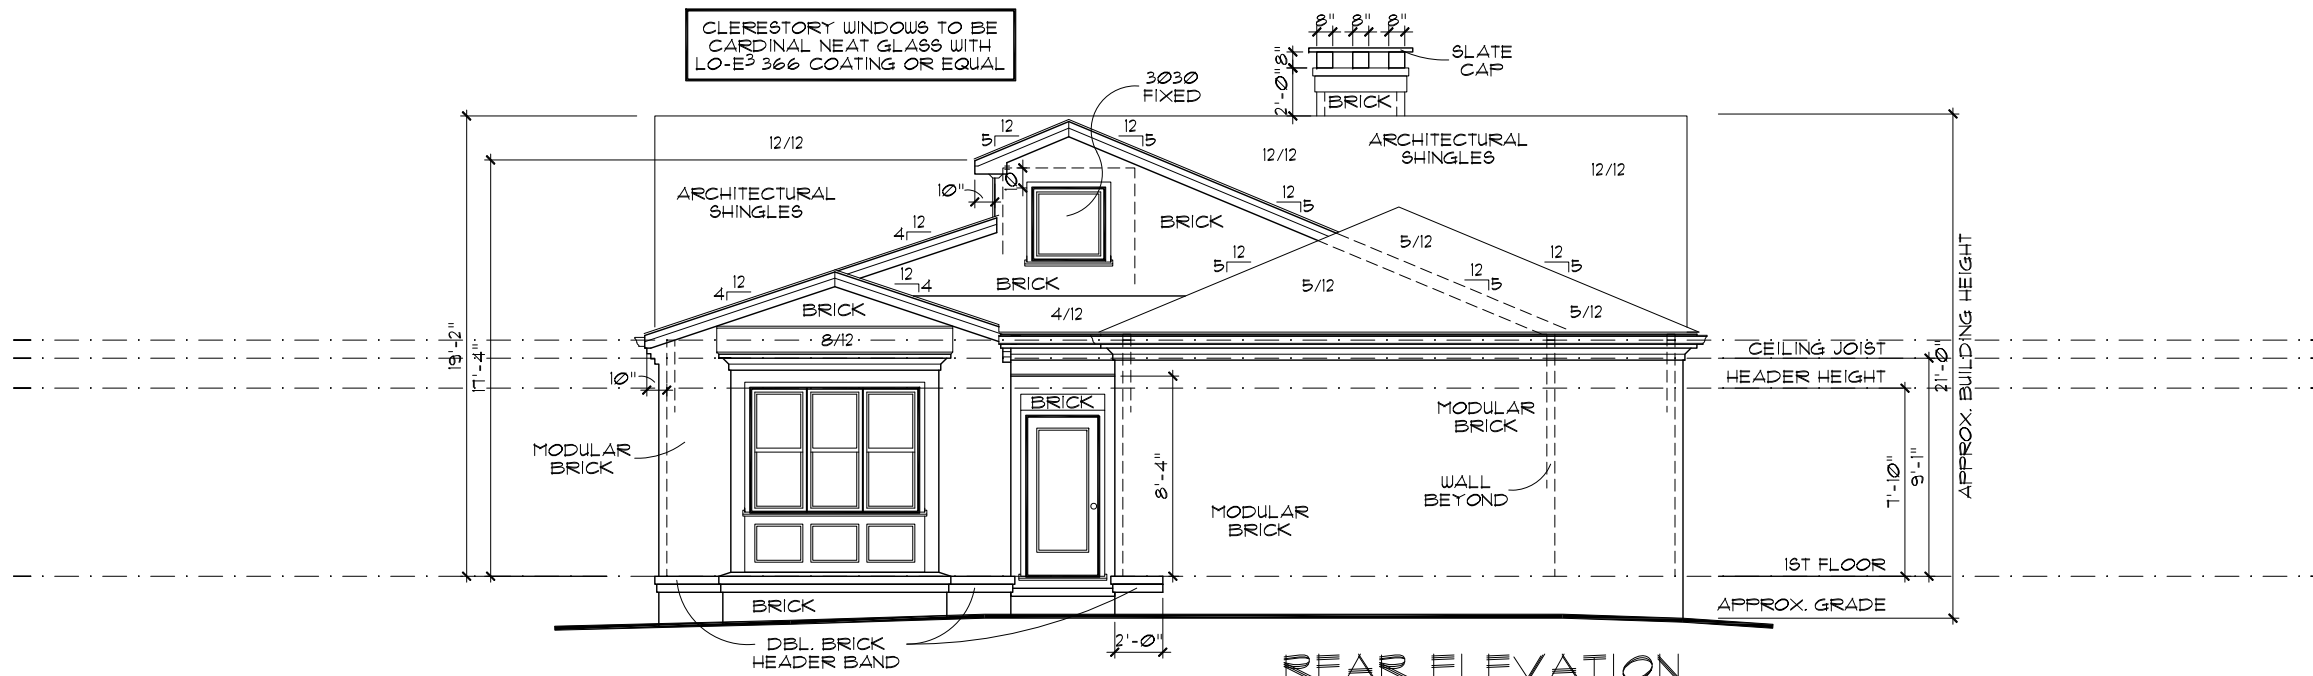 CLERESTORY WINDOWS TO BE
CARDINAL NEAT GLASS WITH
LO-E³ 366 COATING OR EQUAL
8" 8" 8"
8"
2'-0"
SLATE
CAP
BRICK
3030
FIXED
12
5
12
5
12/12
12/12
ARCHITECTURAL
SHINGLES
12/12
ARCHITECTURAL
SHINGLES
10"
10"
12
5
BRICK
12
4
12
5
5/12
12
5
12
4
12
4
BRICK
5/12
12
5
BRICK
4/12
5/12
8/12
19'-2"
17'-4"
10"
CEILING JOIST
HEADER HEIGHT
21'-0"
APPROX. BUILDING HEIGHT
BRICK
MODULAR
BRICK
MODULAR
BRICK
8'-4"
WALL
BEYOND
7'-10"
9'-1"
MODULAR
BRICK
1ST FLOOR
BRICK
APPROX. GRADE
DBL. BRICK
HEADER BAND
2'-0"
REAR ELEVATION